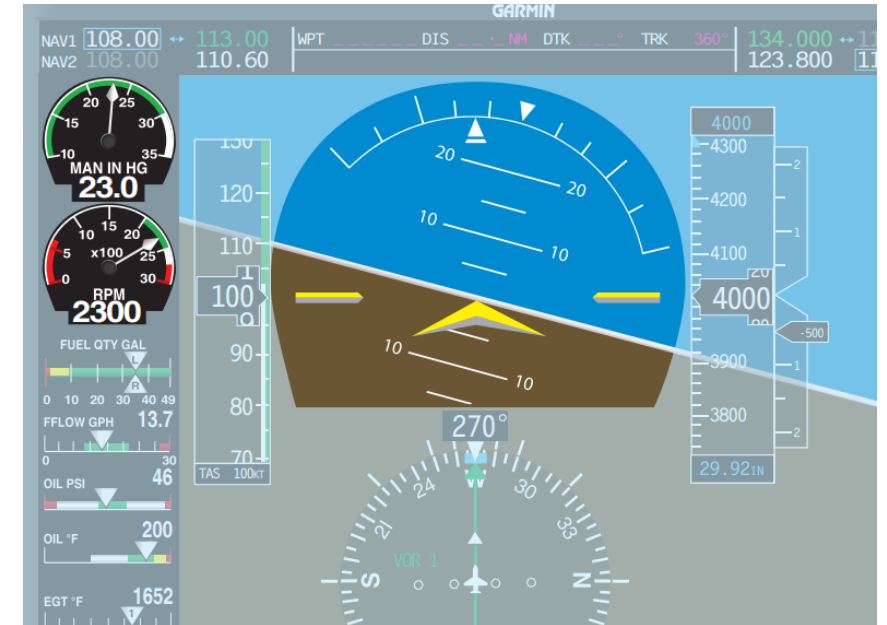 GARMIN
NAV1 108.00 ↔ 113.00
NAV2 108.00 110.60
WPT _ _ _ _ _ _ DIS _ _ . _ NM DTK _ _ _° TRK 360°
134.000 ↔ 11
123.800 11
10 15 20 25 30 35
MAN IN HG
23.0
0 5 10 15 20 25 30
x100
RPM
2300
FUEL QTY GAL
L
R
0 10 20 30 40 49
FFLOW GPH 13.7
0 30
OIL PSI 46
OIL °F 200
EGT °F 1652
1
130
120
110
100
90
80
70
TAS 100KT
20 20
10 10
10 10
4000
4300
4200
4100
20
4000
3900
3800
29.92IN
2
1
-500
1
2
270°
21 24 W 30 33
S N
VOR 1